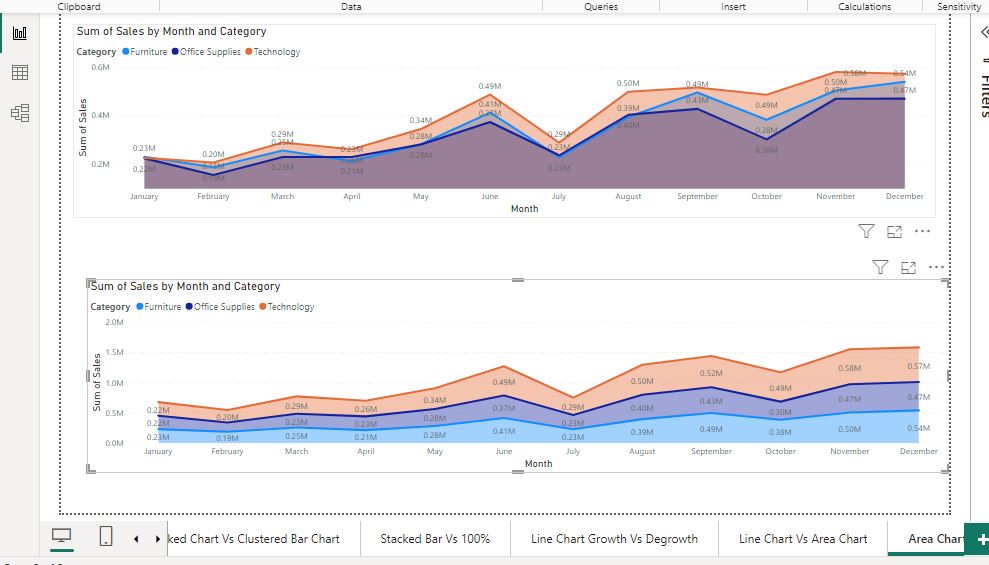 Clipboard Data Queries Insert Calculations Sensitivity
Sum of Sales by Month and Category
Category Furniture Office Supplies Technology
0.6M
0.4M
0.2M
Sum of Sales
0.23M 0.20M 0.29M 0.23M 0.34M 0.49M 0.29M 0.50M 0.49M 0.49M 0.58M 0.54M
0.25M 0.28M 0.41M 0.23M 0.39M 0.43M 0.38M 0.50M 0.47M
0.22M 0.19M 0.23M 0.21M 0.28M 0.37M 0.23M 0.40M 0.30M 0.47M
January February March April May June July August September October November December
Month
Filters
Sum of Sales by Month and Category
Category Furniture Office Supplies Technology
2.0M
1.5M
1.0M
0.5M
0.0M
Sum of Sales
0.22M 0.20M 0.29M 0.26M 0.34M 0.49M 0.29M 0.50M 0.52M 0.49M 0.58M 0.57M
0.22M 0.23M 0.23M 0.28M 0.37M 0.23M 0.40M 0.43M 0.30M 0.47M 0.47M
0.23M 0.19M 0.25M 0.21M 0.28M 0.41M 0.23M 0.39M 0.49M 0.38M 0.50M 0.54M
January February March April May June July August September October November December
Month
ked Chart Vs Clustered Bar Chart Stacked Bar Vs 100% Line Chart Growth Vs Degrowth Line Chart Vs Area Chart Area Chart